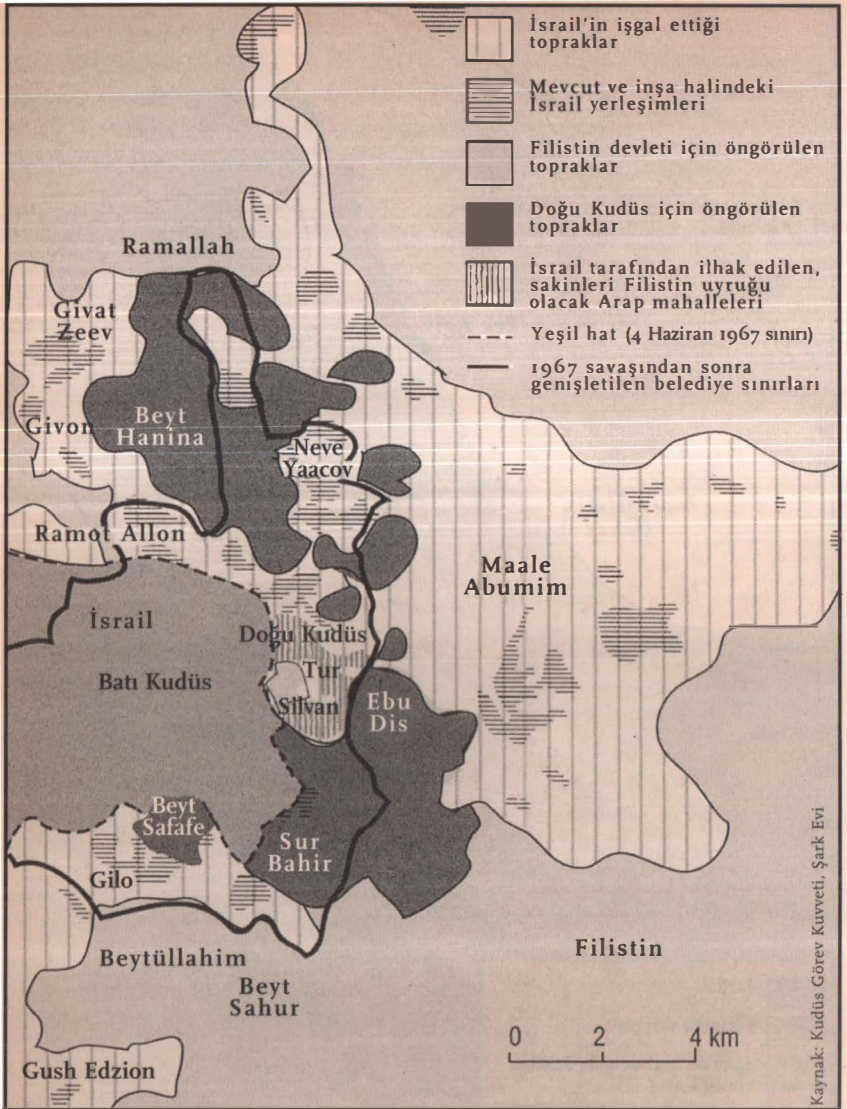 İsrail'in işgal ettiği
topraklar
Mevcut ve inşa halindeki
İsrail yerleşimleri
Filistin devleti için öngörülen
topraklar
Doğu Kudüs için öngörülen
topraklar
İsrail tarafından ilhak edilen,
sakinleri Filistin uyruğu
olacak Arap mahalleleri
Yeşil hat (4 Haziran 1967 sınırı)
1967 savaşından sonra
genişletilen belediye sınırları
Ramallah
Givat
Zeev
Givon
Beyt
Hanina
Neve
Yaacov
Ramot Allon
Maale
Abumim
İsrail
Doğu Kudüs
Batı Kudüs
Tur
Silvan
Ebu
Dis
Beyt
Safafe
Sur
Bahir
Gilo
Beytüllahim
Beyt
Sahur
Filistin
Gush Edzion
0 2 4 km
Kaynak: Kudüs Görev Kuvveti, Şark Evi